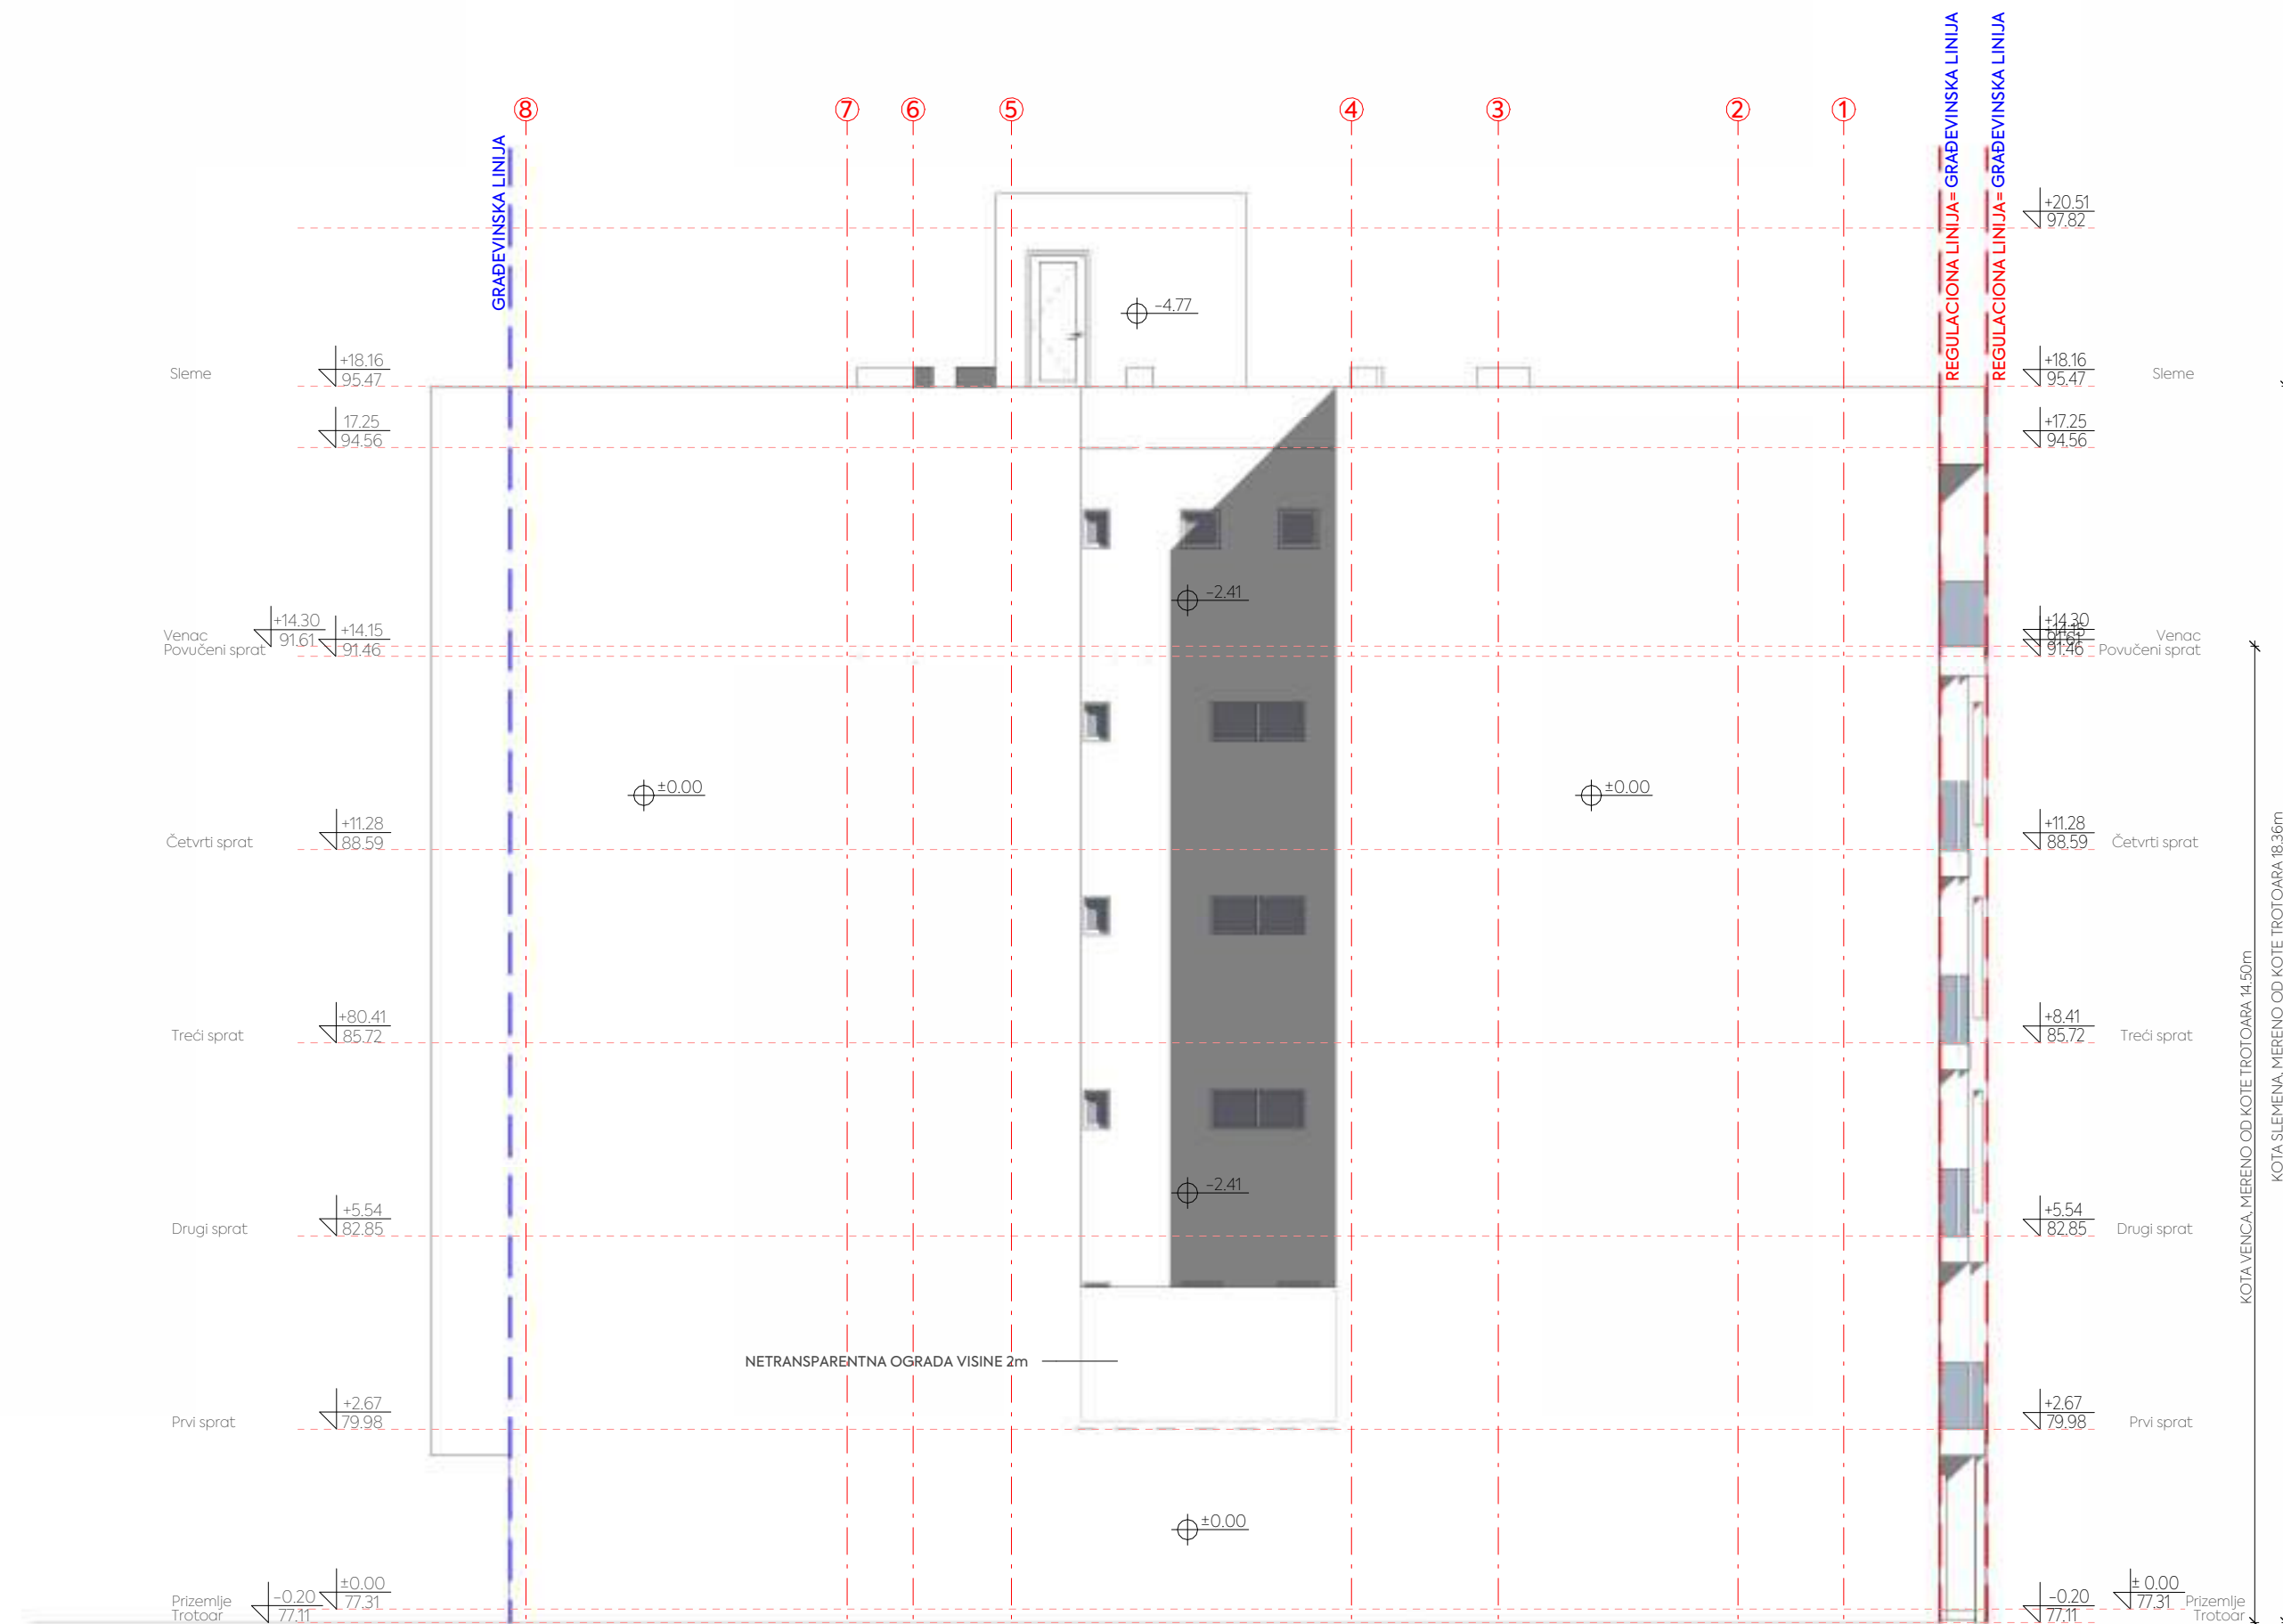 REGULACIONA LINIJA= GRAĐEVINSKA LINIJA
REGULACIONA LINIJA= GRAĐEVINSKA LINIJA
8
7
6
5
4
3
2
1
GRAĐEVINSKA LINIJA
+20.51
97.82
-4.77
Sleme
+18.16
95.47
+18.16
95.47
Sleme
17.25
94.56
+17.25
94.56
-2.41
Venac
Povučeni sprat
+14.30
91.61
+14.15
91.46
+14.30
+14.15
91.61
91.46
Venac
Povučeni sprat
±0.00
±0.00
Četvrti sprat
+11.28
88.59
+11.28
88.59
Četvrti sprat
Treći sprat
+80.41
85.72
+8.41
85.72
Treći sprat
KOTA VENCA, MERENO OD KOTE TROTOARA 14.50m
KOTA SLEMENA, MERENO OD KOTE TROTOARA 18.36m
-2.41
Drugi sprat
+5.54
82.85
+5.54
82.85
Drugi sprat
NETRANSPARENTNA OGRADA VISINE 2m
Prvi sprat
+2.67
79.98
+2.67
79.98
Prvi sprat
±0.00
Prizemlje
Trotoar
-0.20
77.11
±0.00
77.31
-0.20
77.11
± 0.00
77.31
Prizemlje
Trotoar